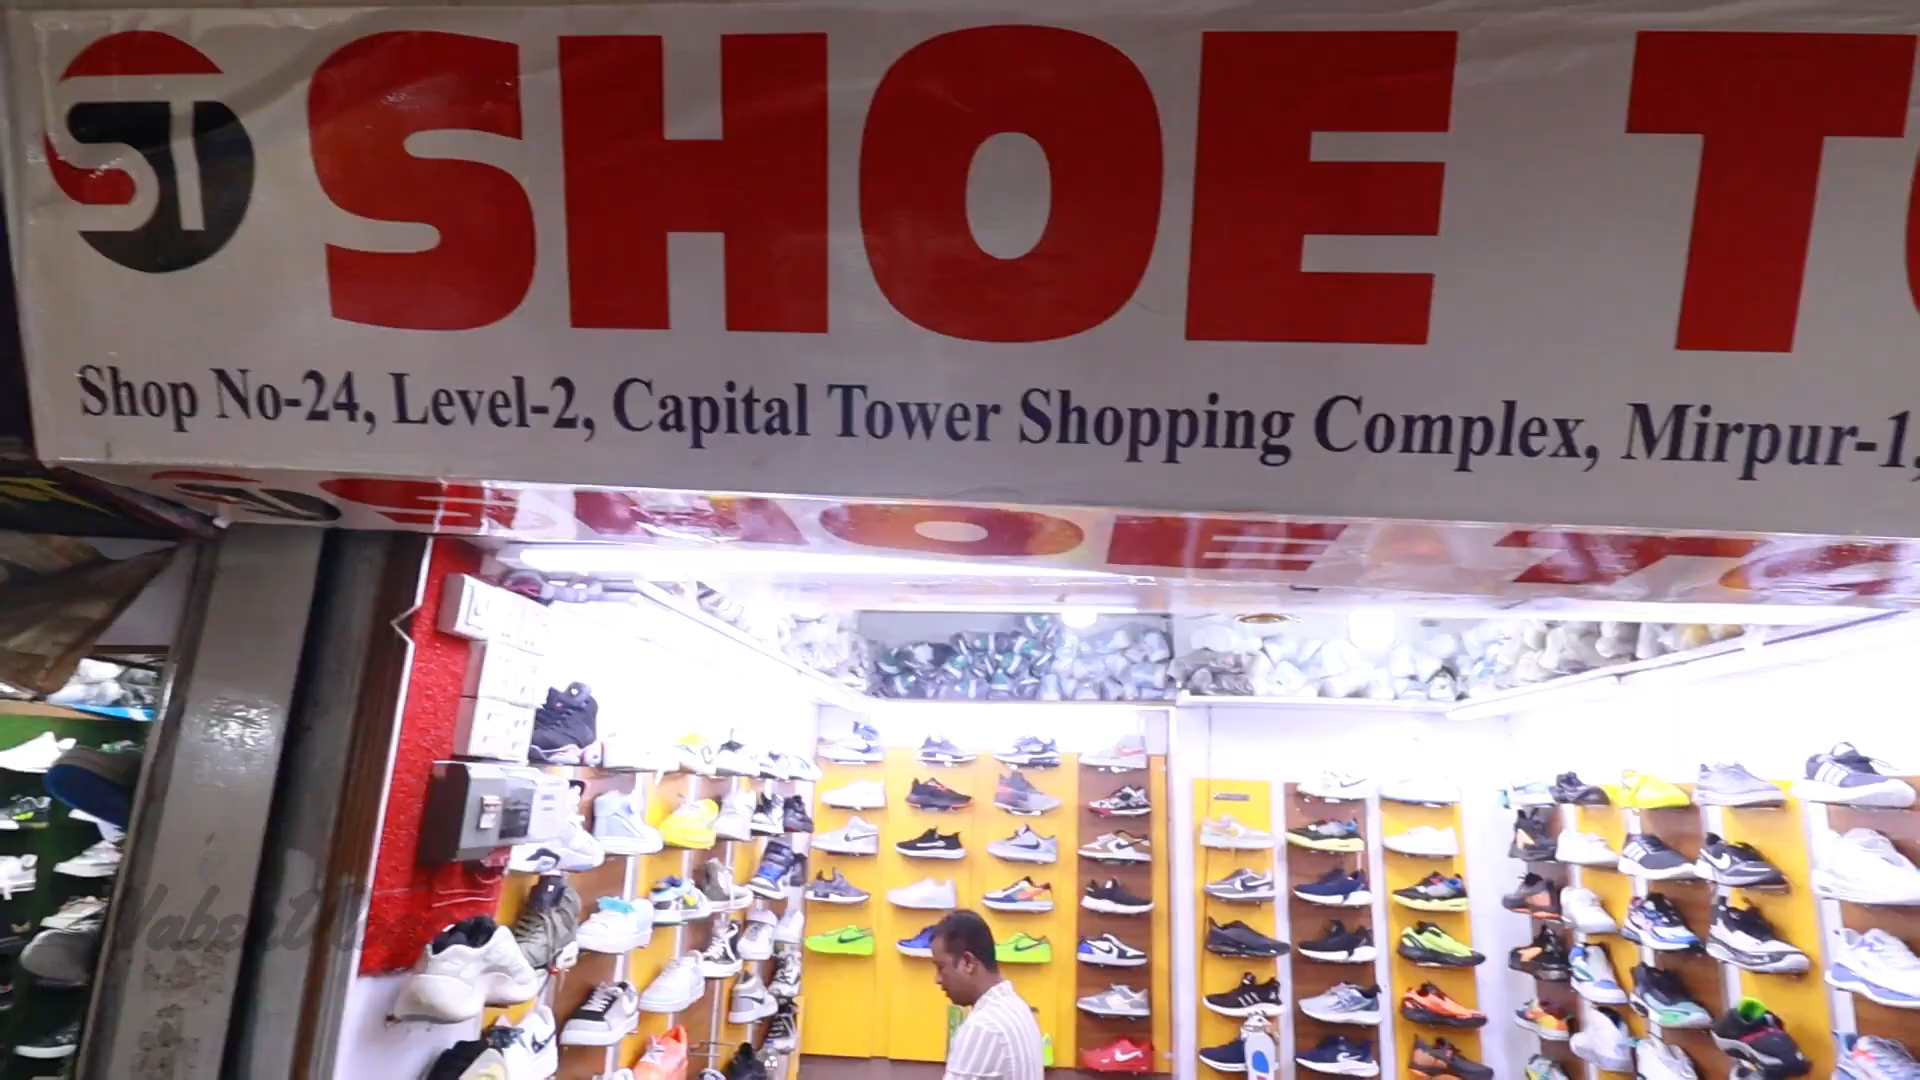 ST
SHOE T
Shop No-24, Level-2, Capital Tower Shopping Complex, Mirpur-1,